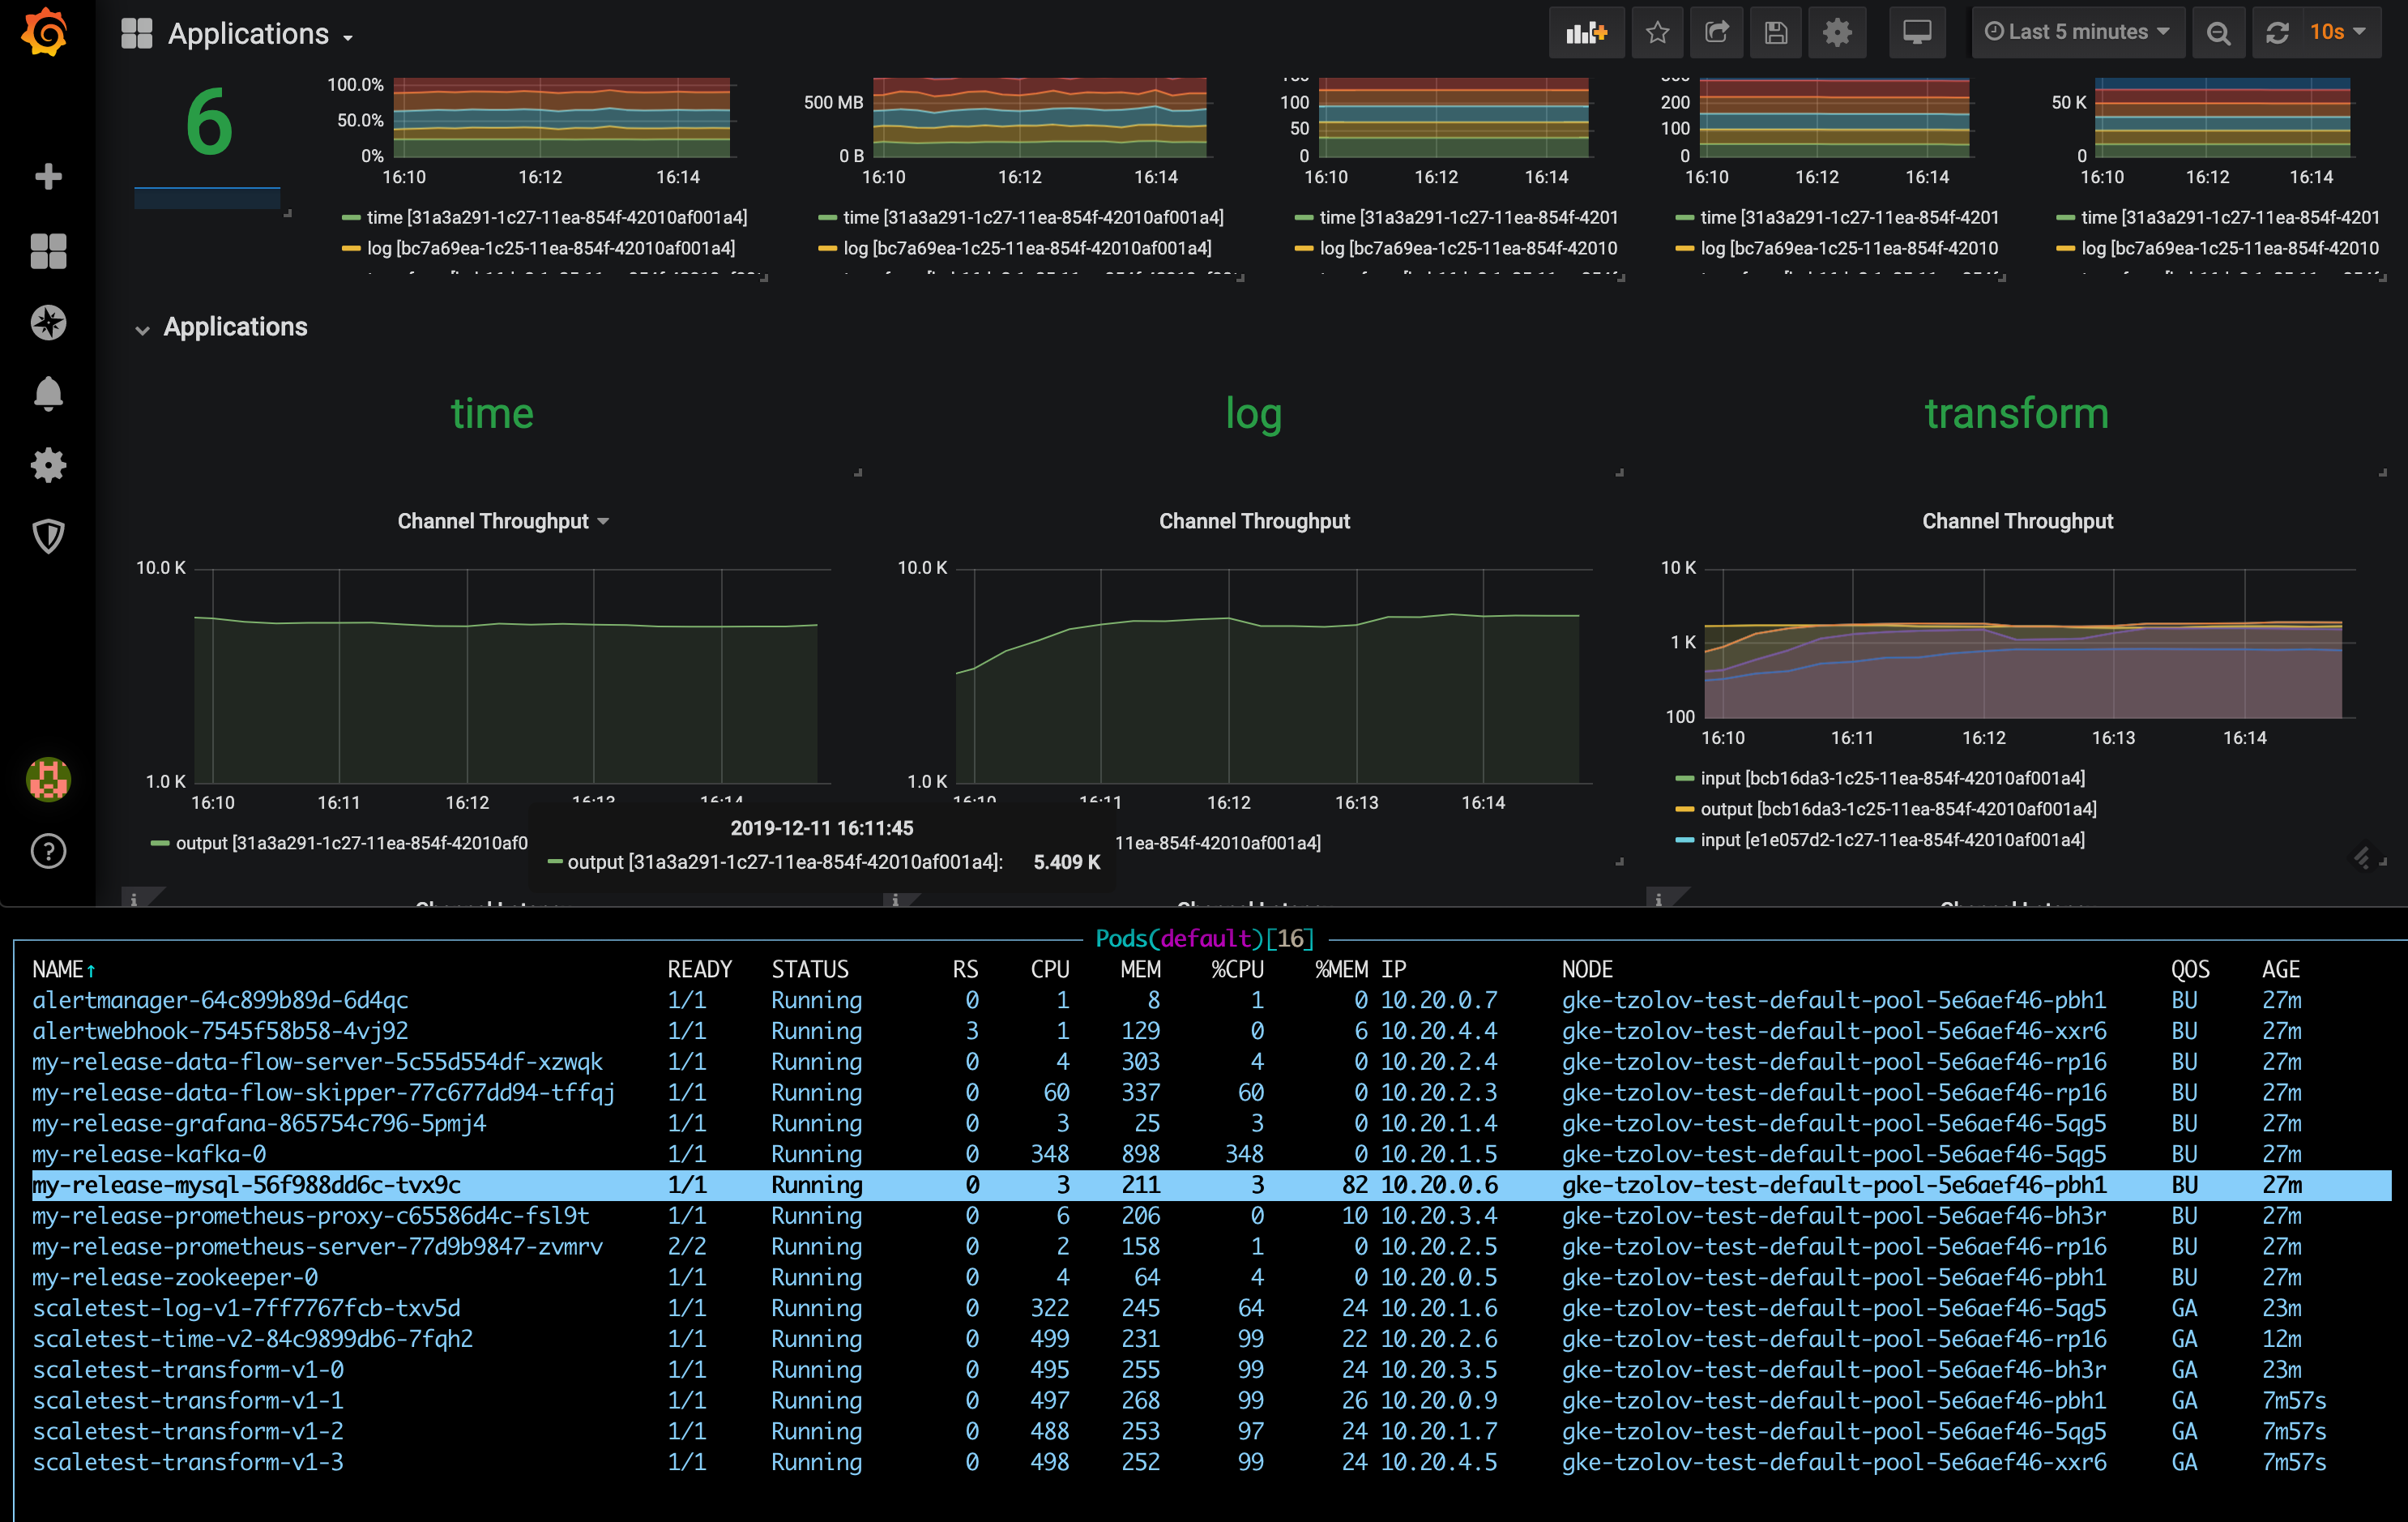 Applications
Last 5 minutes
10s
6
100.0%
50.0%
0%
16:10 16:12 16:14
time [31a3a291-1c27-11ea-854f-42010af001a4]
log [bc7a69ea-1c25-11ea-854f-42010af001a4]
500 MB
0 B
16:10 16:12 16:14
time [31a3a291-1c27-11ea-854f-42010af001a4]
log [bc7a69ea-1c25-11ea-854f-42010af001a4]
100
50
0
16:10 16:12 16:14
time [31a3a291-1c27-11ea-854f-4201
log [bc7a69ea-1c25-11ea-854f-42010
200
100
0
16:10 16:12 16:14
time [31a3a291-1c27-11ea-854f-4201
log [bc7a69ea-1c25-11ea-854f-42010
50 K
0
16:10 16:12 16:14
time [31a3a291-1c27-11ea-854f-4201
log [bc7a69ea-1c25-11ea-854f-42010
Applications
time
log
transform
Channel Throughput
10.0 K
1.0 K
16:10 16:11 16:12 16:13 16:14
output [31a3a291-1c27-11ea-854f-42010af0
2019-12-11 16:11:45
output [31a3a291-1c27-11ea-854f-42010af001a4]: 5.409 K
Channel Throughput
10.0 K
1.0 K
16:10 16:11 16:12 16:13 16:14
11ea-854f-42010af001a4]
Channel Throughput
10 K
1 K
100
16:10 16:11 16:12 16:13 16:14
input [bcb16da3-1c25-11ea-854f-42010af001a4]
output [bcb16da3-1c25-11ea-854f-42010af001a4]
input [e1e057d2-1c27-11ea-854f-42010af001a4]
Pods(default)[16]
NAME↑ READY STATUS RS CPU MEM %CPU %MEM IP NODE QOS AGE
alertmanager-64c899b89d-6d4qc 1/1 Running 0 1 8 1 0 10.20.0.7 gke-tzolov-test-default-pool-5e6aef46-pbh1 BU 27m
alertwebhook-7545f58b58-4vj92 1/1 Running 3 1 129 0 6 10.20.4.4 gke-tzolov-test-default-pool-5e6aef46-xxr6 BU 27m
my-release-data-flow-server-5c55d554df-xzwqk 1/1 Running 0 4 303 4 0 10.20.2.4 gke-tzolov-test-default-pool-5e6aef46-rp16 BU 27m
my-release-data-flow-skipper-77c677dd94-tffqj 1/1 Running 0 60 337 60 0 10.20.2.3 gke-tzolov-test-default-pool-5e6aef46-rp16 BU 27m
my-release-grafana-865754c796-5pmj4 1/1 Running 0 3 25 3 0 10.20.1.4 gke-tzolov-test-default-pool-5e6aef46-5qg5 BU 27m
my-release-kafka-0 1/1 Running 0 348 898 348 0 10.20.1.5 gke-tzolov-test-default-pool-5e6aef46-5qg5 BU 27m
my-release-mysql-56f988dd6c-tvx9c 1/1 Running 0 3 211 3 82 10.20.0.6 gke-tzolov-test-default-pool-5e6aef46-pbh1 BU 27m
my-release-prometheus-proxy-c65586d4c-fsl9t 1/1 Running 0 6 206 0 10 10.20.3.4 gke-tzolov-test-default-pool-5e6aef46-bh3r BU 27m
my-release-prometheus-server-77d9b9847-zvmrv 2/2 Running 0 2 158 1 0 10.20.2.5 gke-tzolov-test-default-pool-5e6aef46-rp16 BU 27m
my-release-zookeeper-0 1/1 Running 0 4 64 4 0 10.20.0.5 gke-tzolov-test-default-pool-5e6aef46-pbh1 BU 27m
scaletest-log-v1-7ff7767fcb-txv5d 1/1 Running 0 322 245 64 24 10.20.1.6 gke-tzolov-test-default-pool-5e6aef46-5qg5 GA 23m
scaletest-time-v2-84c9899db6-7fqh2 1/1 Running 0 499 231 99 22 10.20.2.6 gke-tzolov-test-default-pool-5e6aef46-rp16 GA 12m
scaletest-transform-v1-0 1/1 Running 0 495 255 99 24 10.20.3.5 gke-tzolov-test-default-pool-5e6aef46-bh3r GA 23m
scaletest-transform-v1-1 1/1 Running 0 497 268 99 26 10.20.0.9 gke-tzolov-test-default-pool-5e6aef46-pbh1 GA 7m57s
scaletest-transform-v1-2 1/1 Running 0 488 253 97 24 10.20.1.7 gke-tzolov-test-default-pool-5e6aef46-5qg5 GA 7m57s
scaletest-transform-v1-3 1/1 Running 0 498 252 99 24 10.20.4.5 gke-tzolov-test-default-pool-5e6aef46-xxr6 GA 7m57s